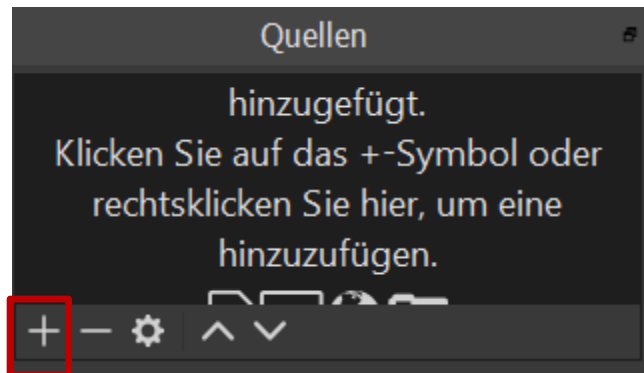 Quellen
hinzugefügt.
Klicken Sie auf das +-Symbol oder
rechtsklicken Sie hier, um eine
hinzuzufügen.